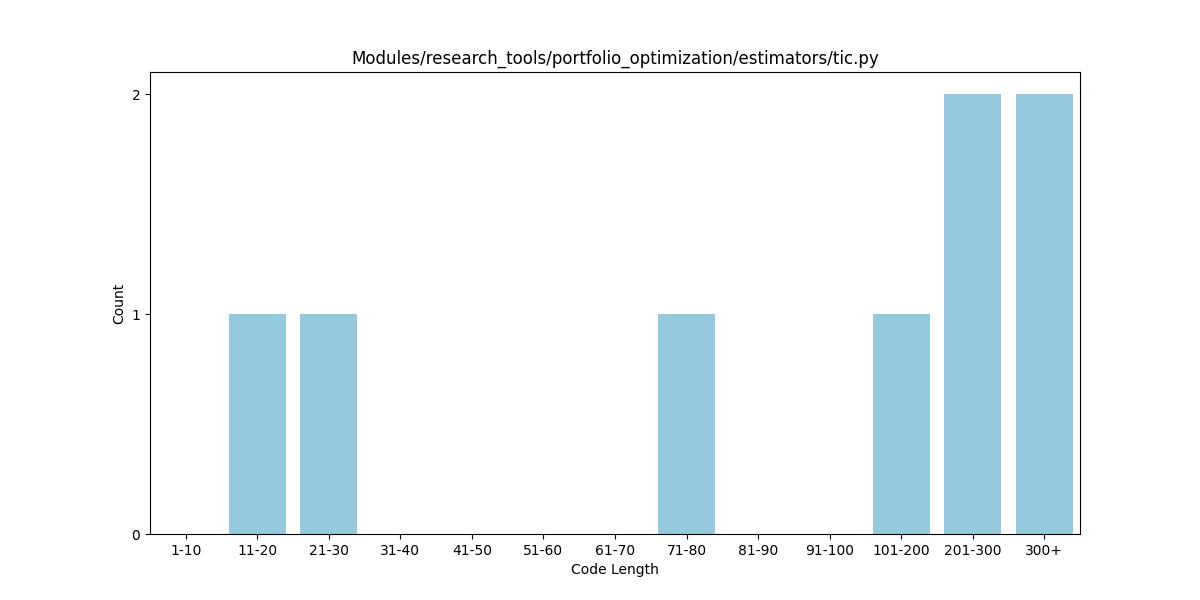 Modules/research_tools/portfolio_optimization/estimators/tic.py
Count
2
1
0
1-10 11-20 21-30 31-40 41-50 51-60 61-70 71-80 81-90 91-100 101-200 201-300 300+
Code Length